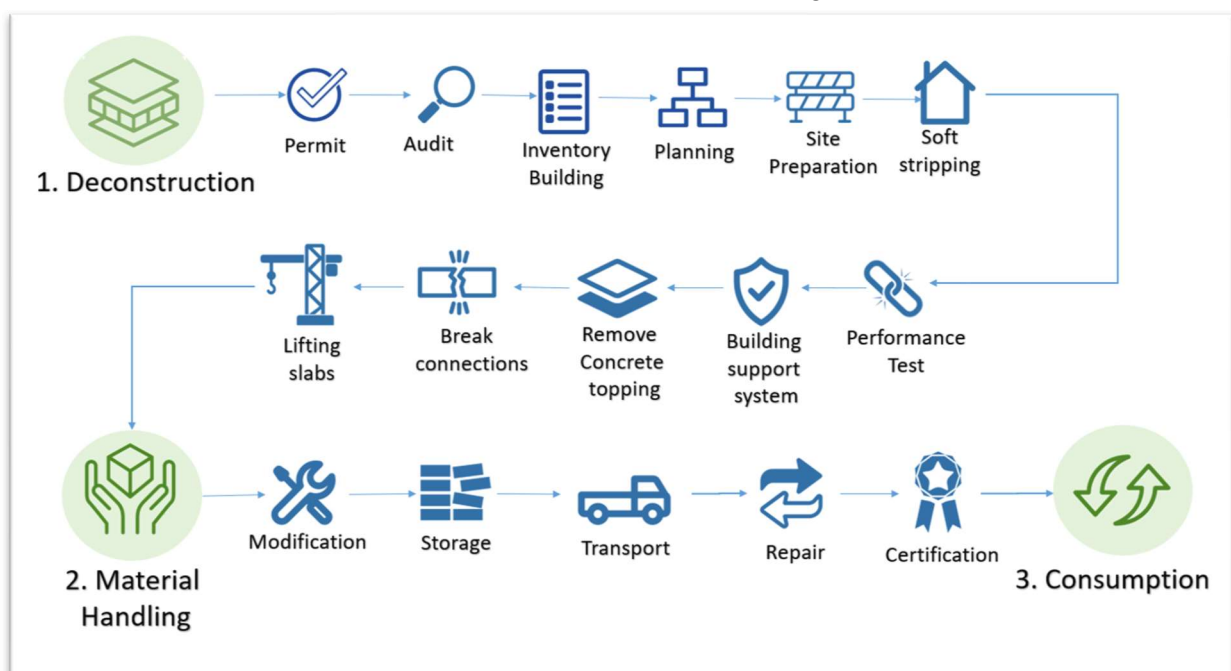 Permit
Audit
Inventory
Building
Planning
Site
Preparation
Soft
stripping
1. Deconstruction
Lifting
slabs
Break
connections
Remove
Concrete
topping
Building
support
system
Performance
Test
2. Material
Handling
Modification
Storage
Transport
Repair
Certification
3. Consumption